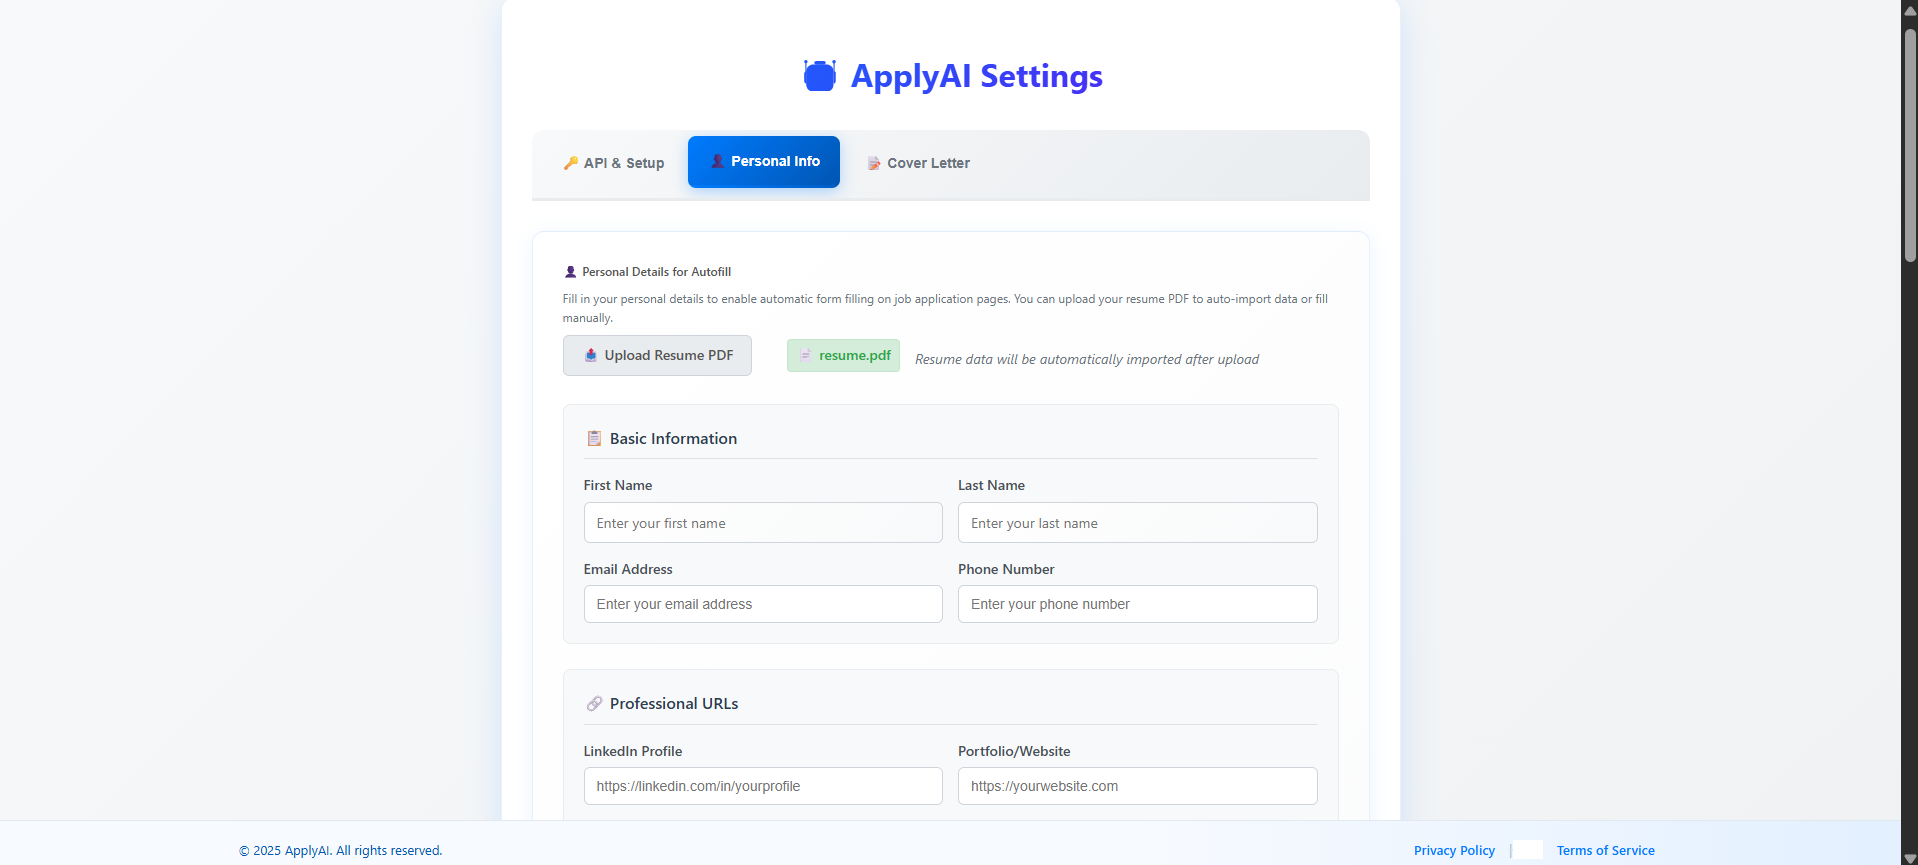 ApplyAI Settings
API & Setup
Personal Info
Cover Letter
Personal Details for Autofill
Fill in your personal details to enable automatic form filling on job application pages. You can upload your resume PDF to auto-import data or fill
manually.
Upload Resume PDF
resume.pdf
Resume data will be automatically imported after upload
Basic Information
First Name
Last Name
Enter your first name
Enter your last name
Email Address
Phone Number
Enter your email address
Enter your phone number
Professional URLs
LinkedIn Profile
Portfolio/Website
https://linkedin.com/in/yourprofile
https://yourwebsite.com
© 2025 ApplyAI. All rights reserved.
Privacy Policy | Terms of Service